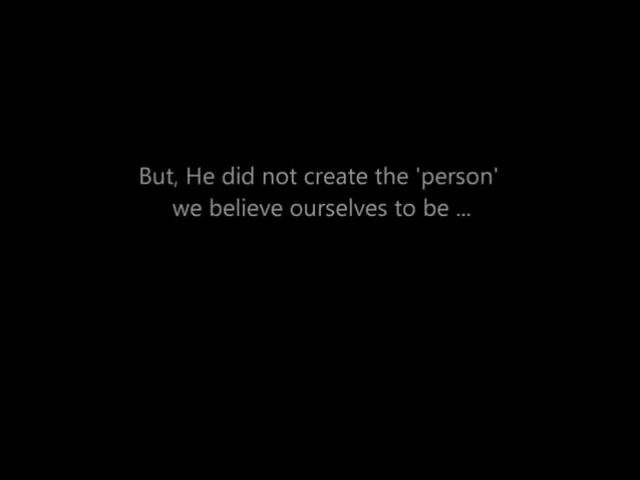 But, He did not create the 'person'
we believe ourselves to be ...